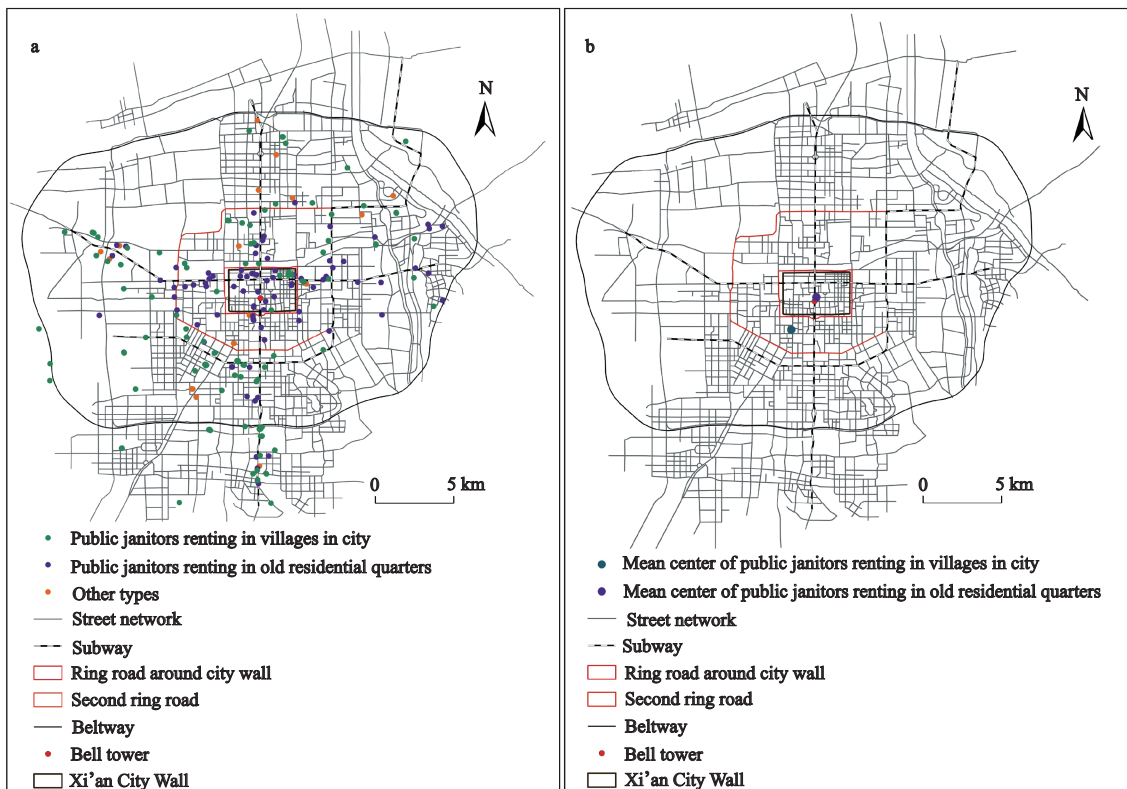 a
N
0 5 km
Public janitors renting in villages in city
Public janitors renting in old residential quarters
Other types
Street network
Subway
Ring road around city wall
Second ring road
Beltway
Bell tower
Xi’an City Wall
b
N
0 5 km
Mean center of public janitors renting in villages in city
Mean center of public janitors renting in old residential quarters
Street network
Subway
Ring road around city wall
Second ring road
Beltway
Bell tower
Xi’an City Wall